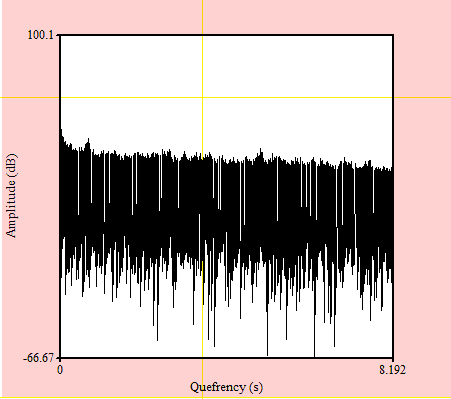 100.1
Amplitude (dB)
-66.67
0
8.192
Quefrency (s)